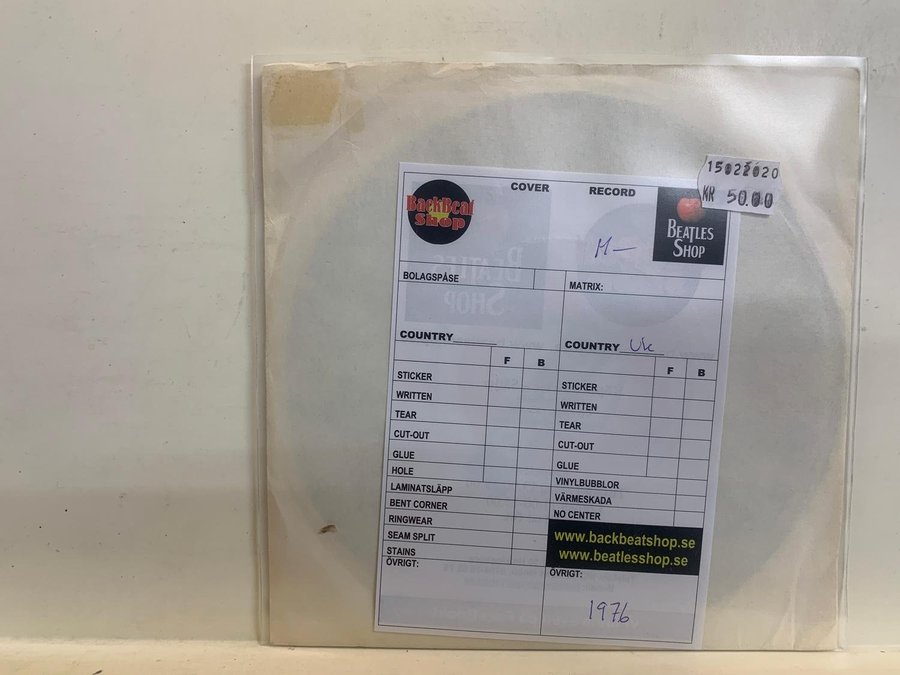 15022020
KR 50.00
COVER RECORD
BackBeat
Shop
BEATLES
SHOP
M-
BOLAGSPÅSE
MATRIX:
COUNTRY
COUNTRY Uk
F B
F B
STICKER
WRITTEN
TEAR
CUT-OUT
GLUE
HOLE
LAMINATSLÄPP
BENT CORNER
RINGWEAR
SEAM SPLIT
STAINS
ÖVRIGT:
STICKER
WRITTEN
TEAR
CUT-OUT
GLUE
VINYLBUBBLOR
VÄRMESKADA
NO CENTER
www.backbeatshop.se
www.beatlesshop.se
ÖVRIGT:
1976